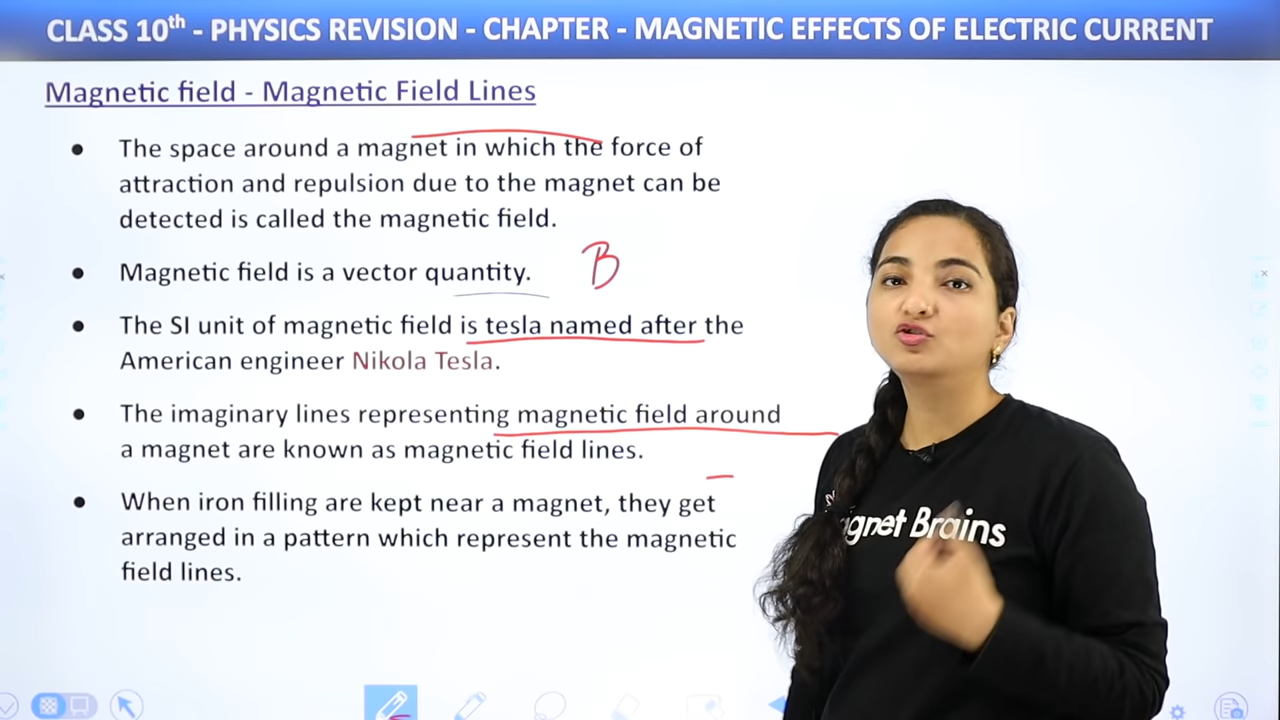 CLASS 10th - PHYSICS REVISION - CHAPTER - MAGNETIC EFFECTS OF ELECTRIC CURRENT
Magnetic field - Magnetic Field Lines
• The space around a magnet in which the force of
attraction and repulsion due to the magnet can be
detected is called the magnetic field.
• Magnetic field is a vector quantity. B
• The SI unit of magnetic field is tesla named after the
American engineer Nikola Tesla.
• The imaginary lines representing magnetic field around
a magnet are known as magnetic field lines.
• When iron filling are kept near a magnet, they get
arranged in a pattern which represent the magnetic
field lines.
gnet Brains